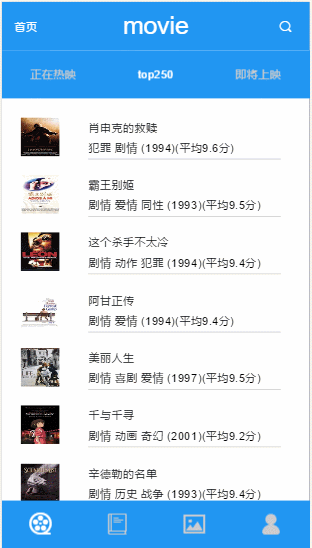 首页 movie
正在热映 top250 即将上映
肖申克的救赎
犯罪 剧情 (1994)(平均9.6分)
霸王别姬
剧情 爱情 同性 (1993)(平均9.5分)
这个杀手不太冷
剧情 动作 犯罪 (1994)(平均9.4分)
阿甘正传
剧情 爱情 (1994)(平均9.4分)
美丽人生
剧情 喜剧 爱情 (1997)(平均9.5分)
千与千寻
剧情 动画 奇幻 (2001)(平均9.2分)
辛德勒的名单
剧情 历史 战争 (1993)(平均9.4分)